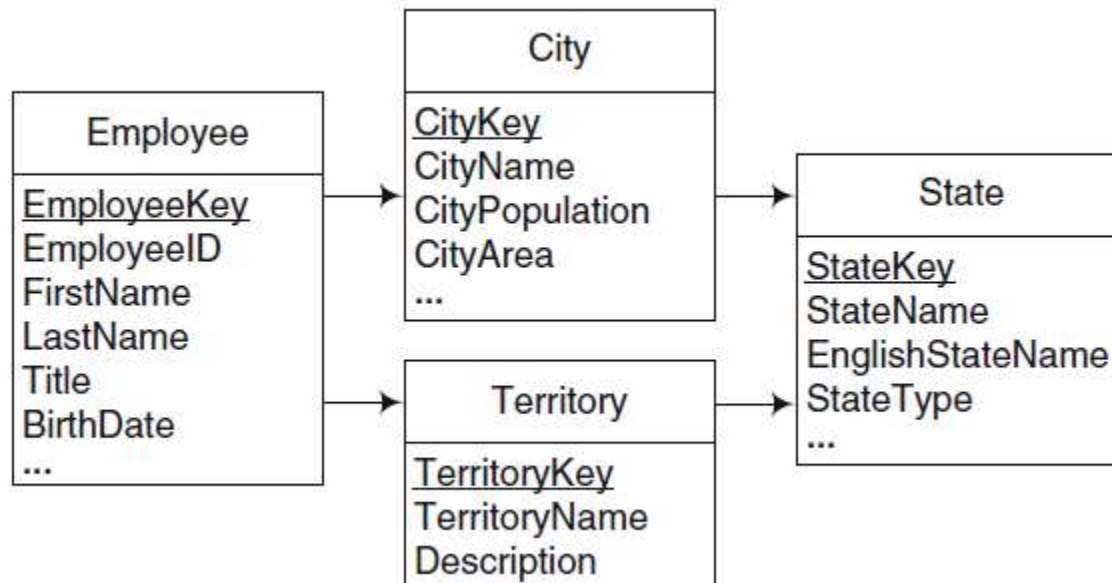 Employee
EmployeeKey
EmployeeID
FirstName
LastName
Title
BirthDate
...
City
CityKey
CityName
CityPopulation
CityArea
...
Territory
TerritoryKey
TerritoryName
Description
State
StateKey
StateName
EnglishStateName
StateType
...